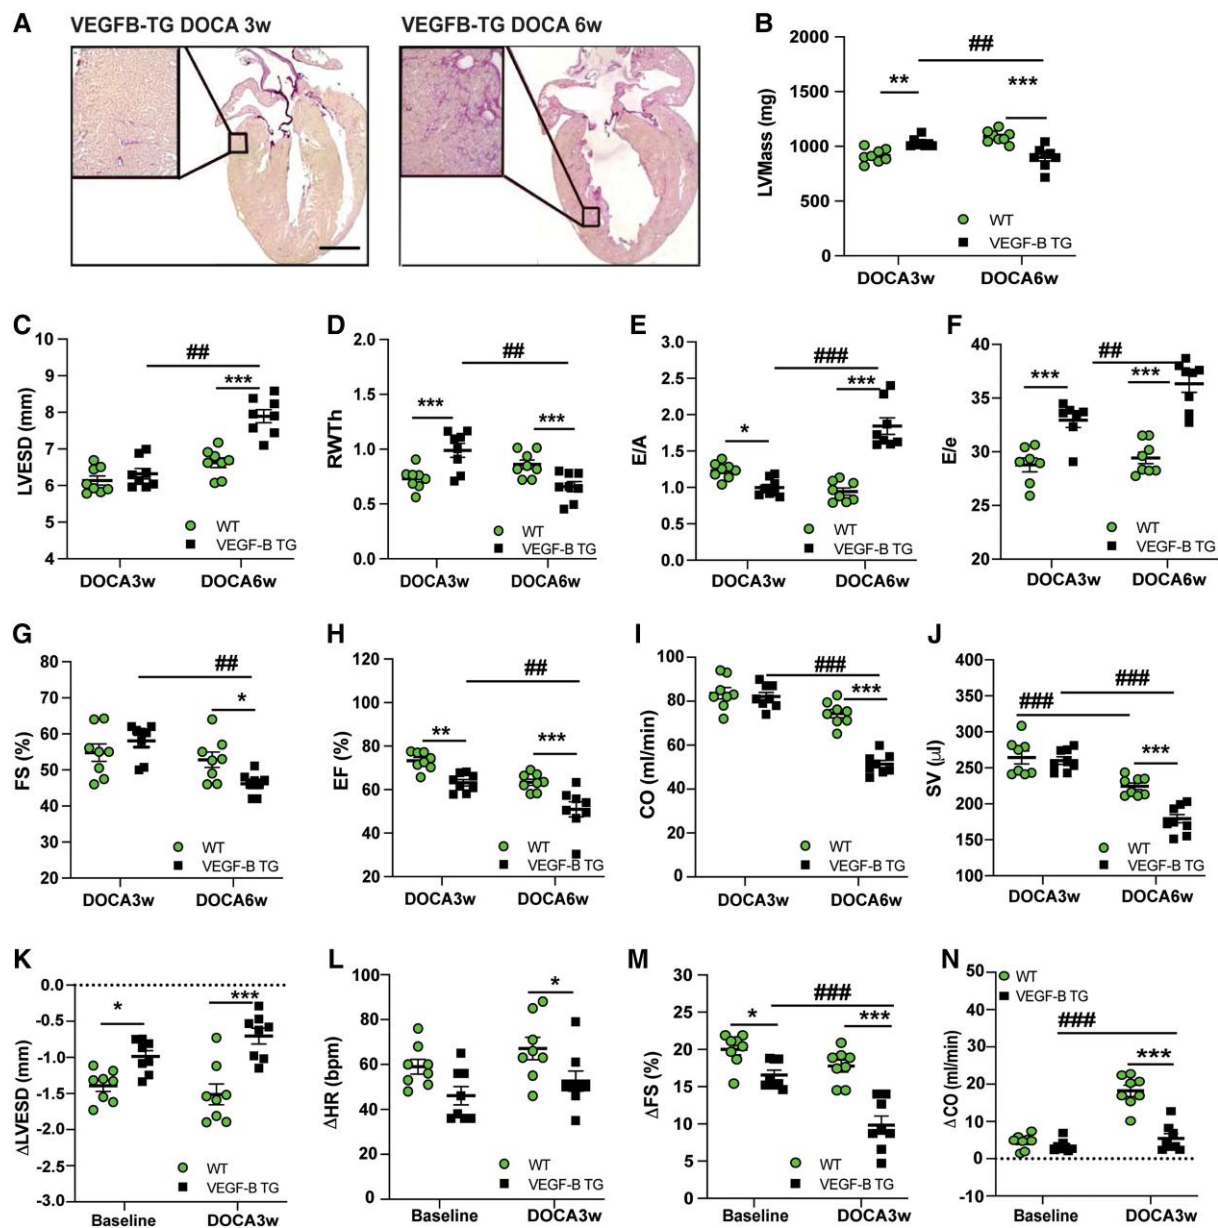 A
VEGFB-TG DOCA 3w
VEGFB-TG DOCA 6w
B
2000
1500
1000
500
0
LVMass (mg)
##
**
***
WT
VEGF-B TG
DOCA3w
DOCA6w
C
10
9
8
7
6
5
4
LVESD (mm)
##
***
WT
VEGF-B TG
DOCA3w
DOCA6w
D
2.0
1.5
1.0
0.5
0.0
RWTh
##
***
***
WT
VEGF-B TG
DOCA3w
DOCA6w
E
3.0
2.5
2.0
1.5
1.0
0.5
0.0
E/A
###
***
*
WT
VEGF-B TG
DOCA3w
DOCA6w
F
40
35
30
25
20
E/e
##
***
***
WT
VEGF-B TG
DOCA3w
DOCA6w
G
80
70
60
50
40
30
20
FS (%)
##
*
WT
VEGF-B TG
DOCA3w
DOCA6w
H
120
100
80
60
40
20
EF (%)
##
**
***
WT
VEGF-B TG
DOCA3w
DOCA6w
I
100
80
60
40
20
0
CO (ml/min)
###
***
WT
VEGF-B TG
DOCA3w
DOCA6w
J
400
350
300
250
200
150
100
SV (µl)
###
###
***
WT
VEGF-B TG
DOCA3w
DOCA6w
K
0.0
-0.5
-1.0
-1.5
-2.0
-2.5
-3.0
ΔLVESD (mm)
*
***
WT
VEGF-B TG
Baseline
DOCA3w
L
100
80
60
40
20
0
ΔHR (bpm)
*
WT
VEGF-B TG
Baseline
DOCA3w
M
30
25
20
15
10
5
0
ΔFS (%)
###
*
***
WT
VEGF-B TG
Baseline
DOCA3w
N
50
40
30
20
10
0
-10
ΔCO (ml/min)
WT
VEGF-B TG
###
***
Baseline
DOCA3w